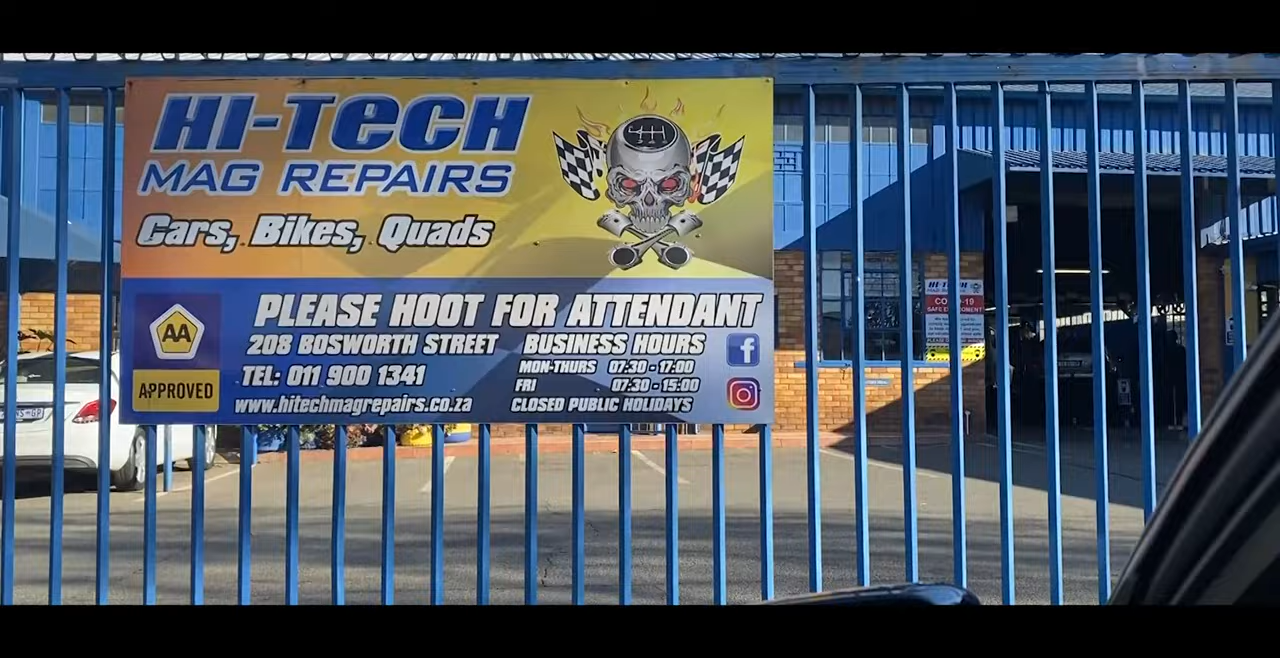 HI-TECH
MAG REPAIRS
Cars, Bikes, Quads
PLEASE HOOT FOR ATTENDANT
AA
APPROVED
208 BOSWORTH STREET
TEL: 011 900 1341
www.hitechmagrepairs.co.za
BUSINESS HOURS
MON-THURS 07:30 - 17:00
FRI 07:30 - 15:00
CLOSED PUBLIC HOLIDAYS
f
HI-TECH